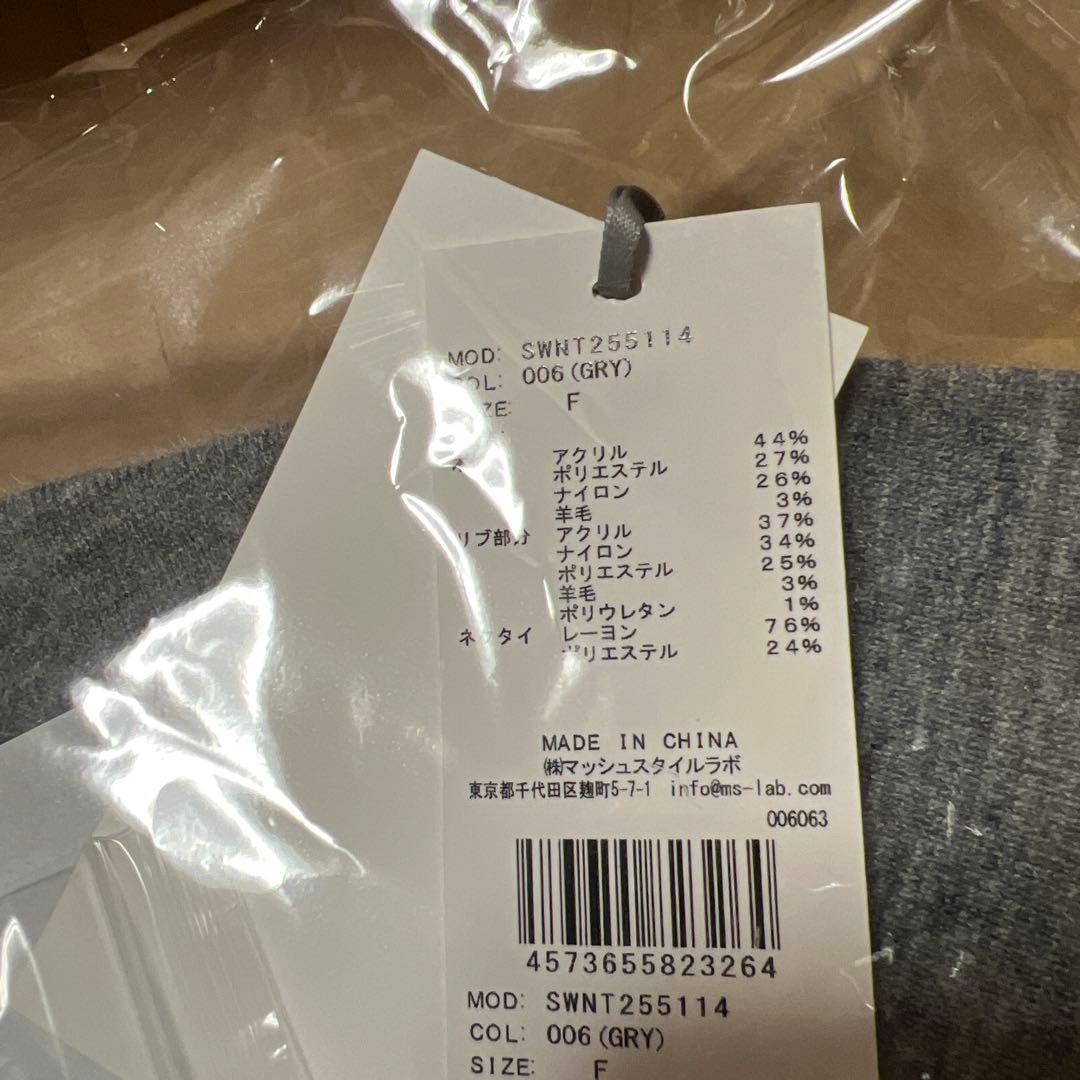 MOD: SWNT255114
COL: 006(GRY)
SIZE: F
アクリル 44%
ポリエステル 27%
ナイロン 26%
羊毛 3%
リブ部分 アクリル 37%
ナイロン 34%
ポリエステル 25%
羊毛 3%
ポリウレタン 1%
ネクタイ レーヨン 76%
ポリエステル 24%
MADE IN CHINA
㈱マッシュスタイルラボ
東京都千代田区麹町5-7-1 info@ms-lab.com
006063
4573655823264
MOD: SWNT255114
COL: 006(GRY)
SIZE: F